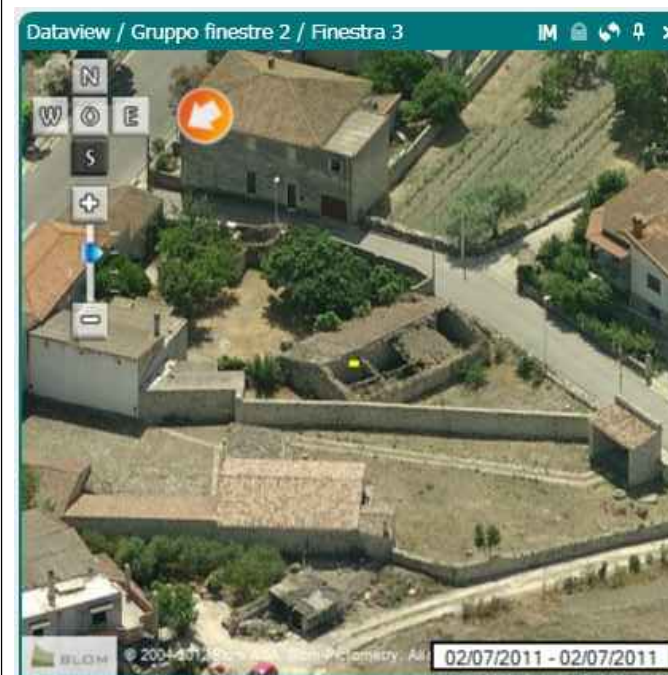 Dataview / Gruppo finestre 2 / Finestra 3
IM
N
W O E
S
BLOM
02/07/2011 - 02/07/2011